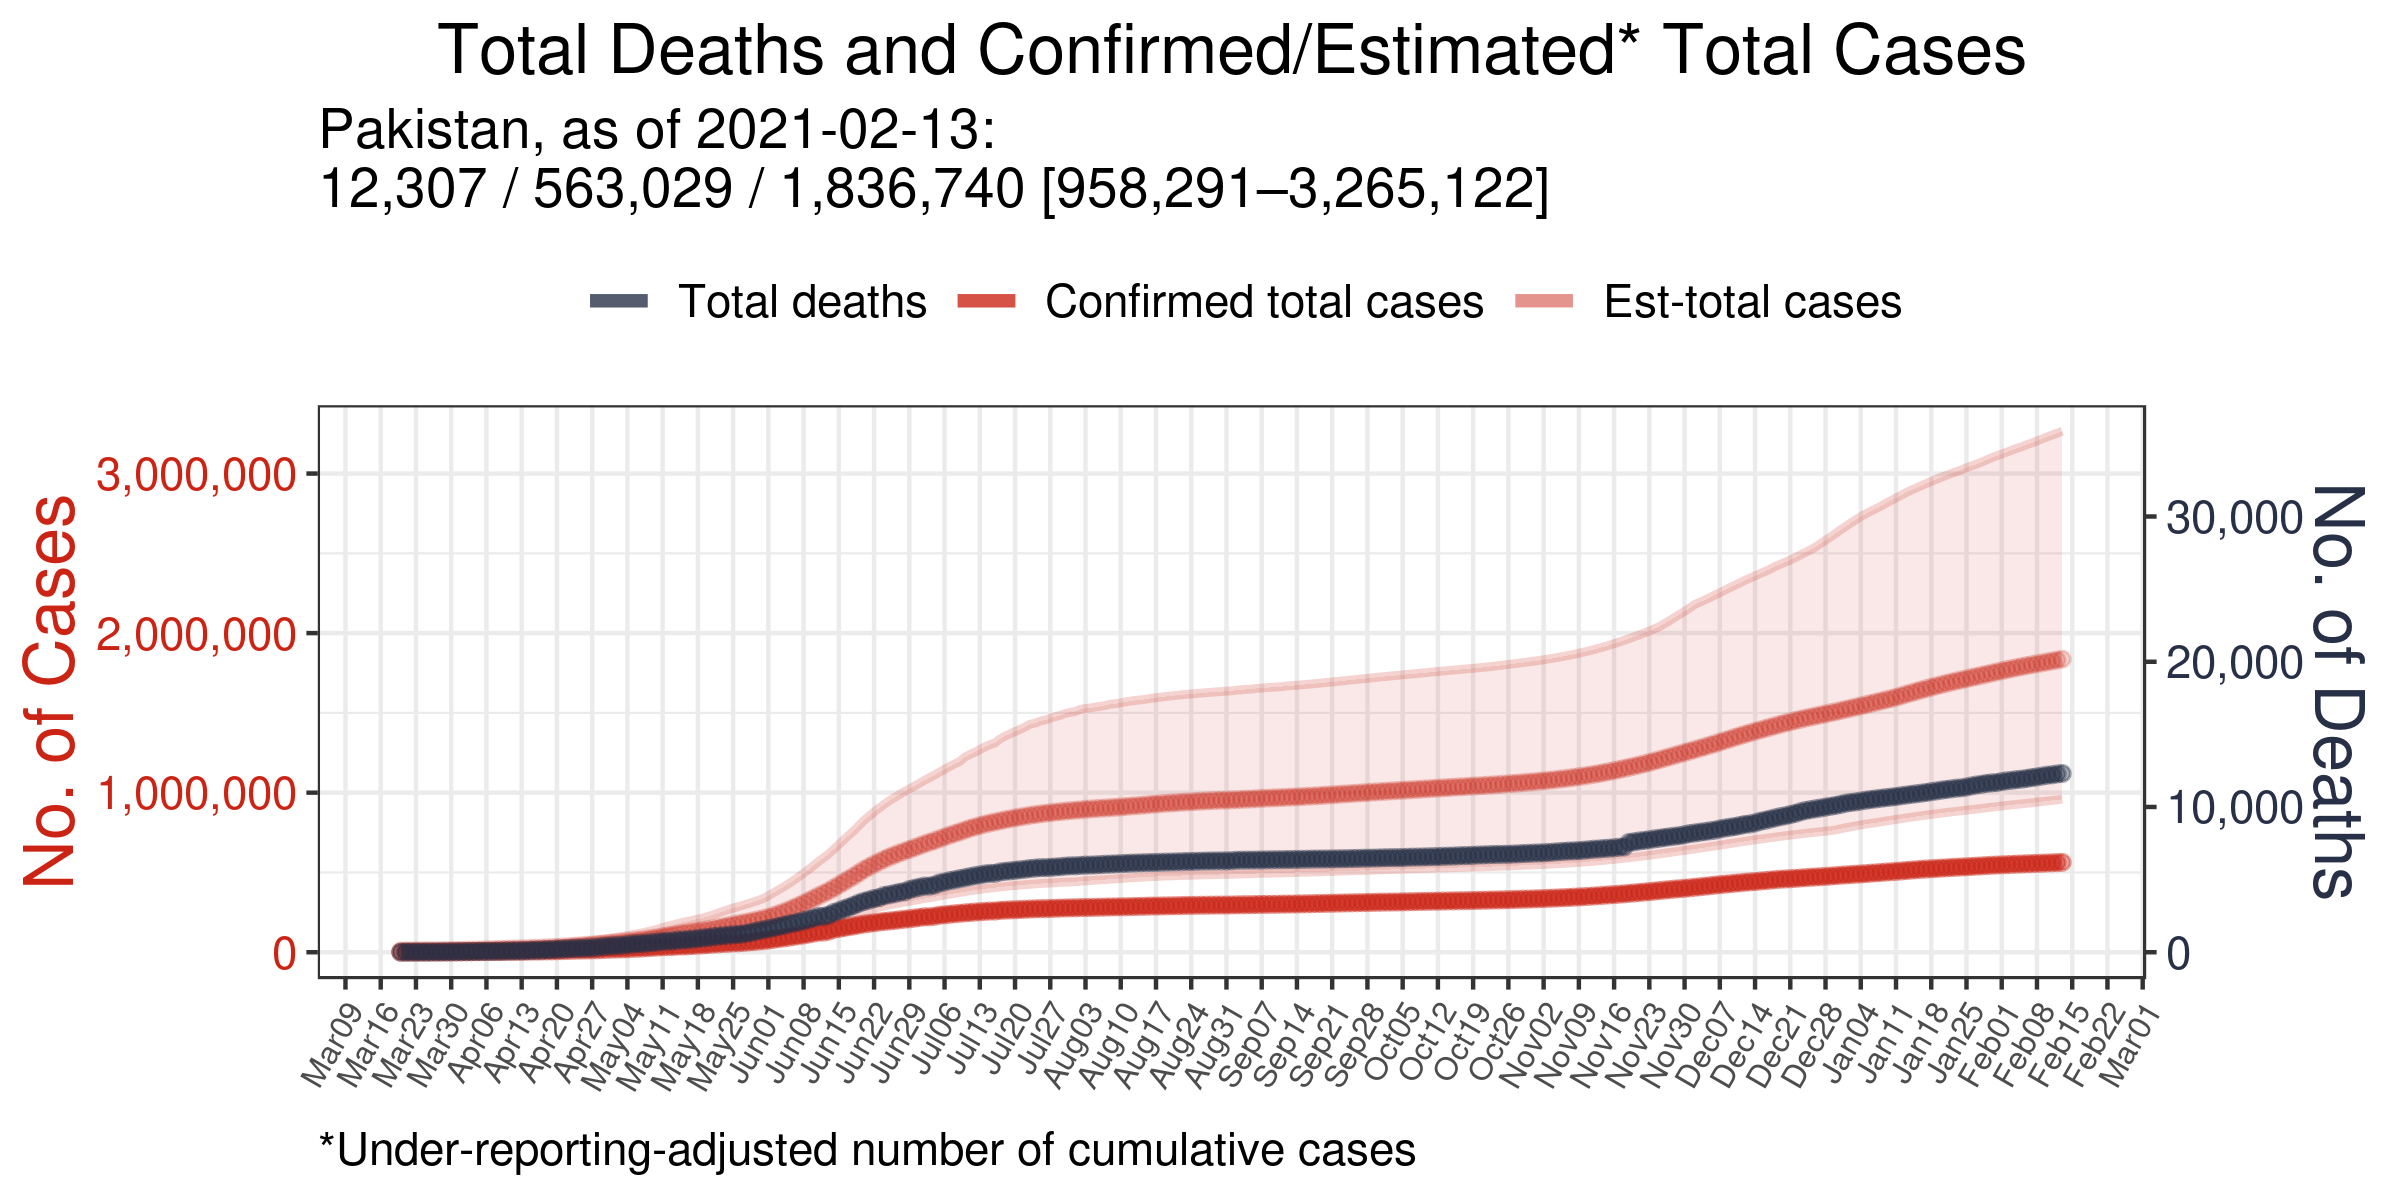 Total Deaths and Confirmed/Estimated* Total Cases
Pakistan, as of 2021-02-13:
12,307 / 563,029 / 1,836,740 [958,291–3,265,122]
Total deaths
Confirmed total cases
Est-total cases
No. of Cases
3,000,000
2,000,000
1,000,000
0
30,000
20,000
10,000
0
No. of Deaths
Mar09
Mar16
Mar23
Mar30
Apr06
Apr13
Apr20
Apr27
May04
May11
May18
May25
Jun01
Jun08
Jun15
Jun22
Jun29
Jul06
Jul13
Jul20
Jul27
Aug03
Aug10
Aug17
Aug24
Aug31
Sep07
Sep14
Sep21
Sep28
Oct05
Oct12
Oct19
Oct26
Nov02
Nov09
Nov16
Nov23
Nov30
Dec07
Dec14
Dec21
Dec28
Jan04
Jan11
Jan18
Jan25
Feb01
Feb08
Feb15
Feb22
Mar01
*Under-reporting-adjusted number of cumulative cases